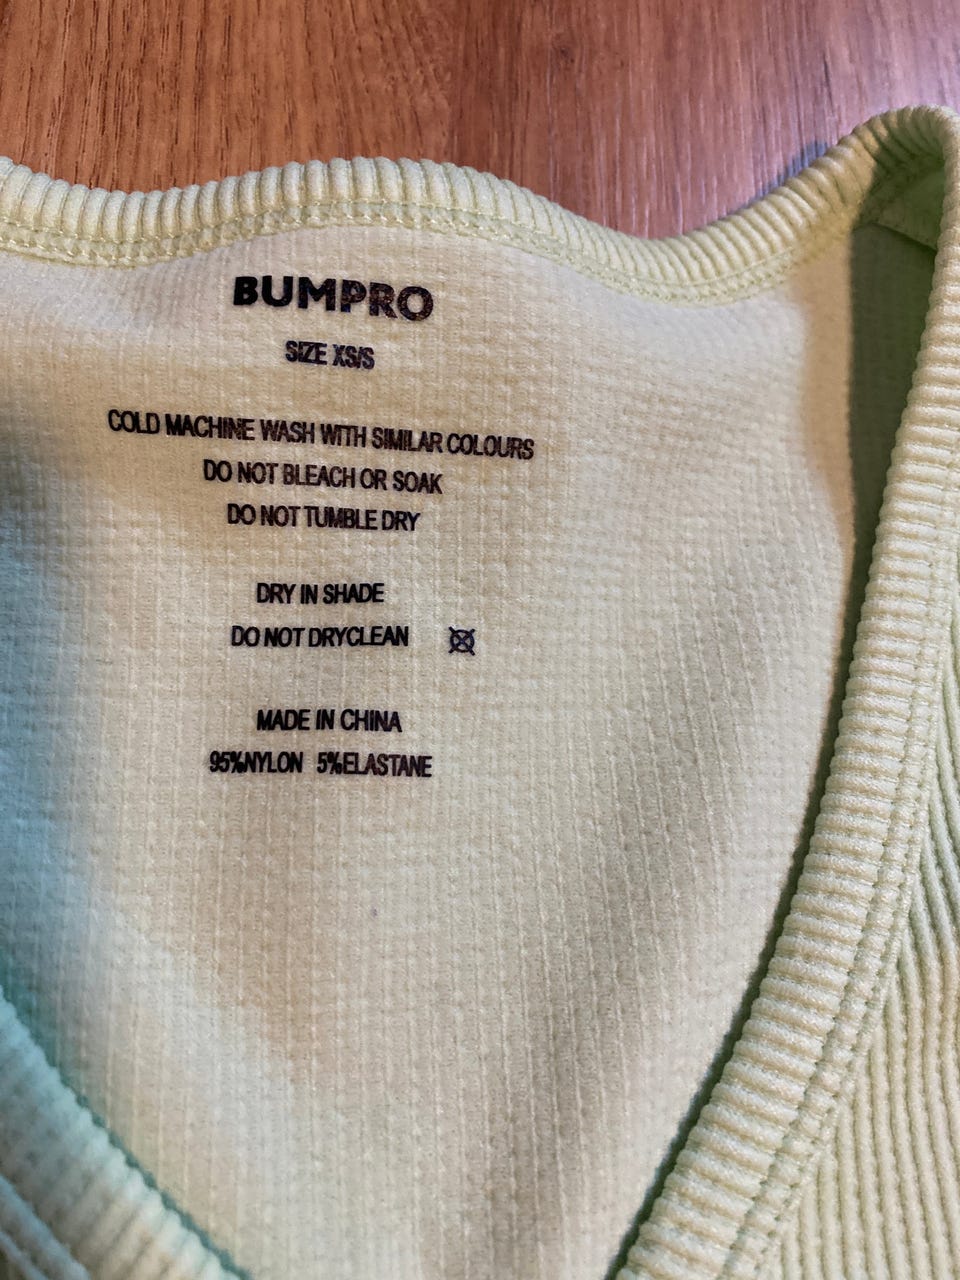 BUMPRO
SIZE XS/S
COLD MACHINE WASH WITH SIMILAR COLOURS
DO NOT BLEACH OR SOAK
DO NOT TUMBLE DRY
DRY IN SHADE
DO NOT DRYCLEAN
MADE IN CHINA
95%NYLON 5%ELASTANE